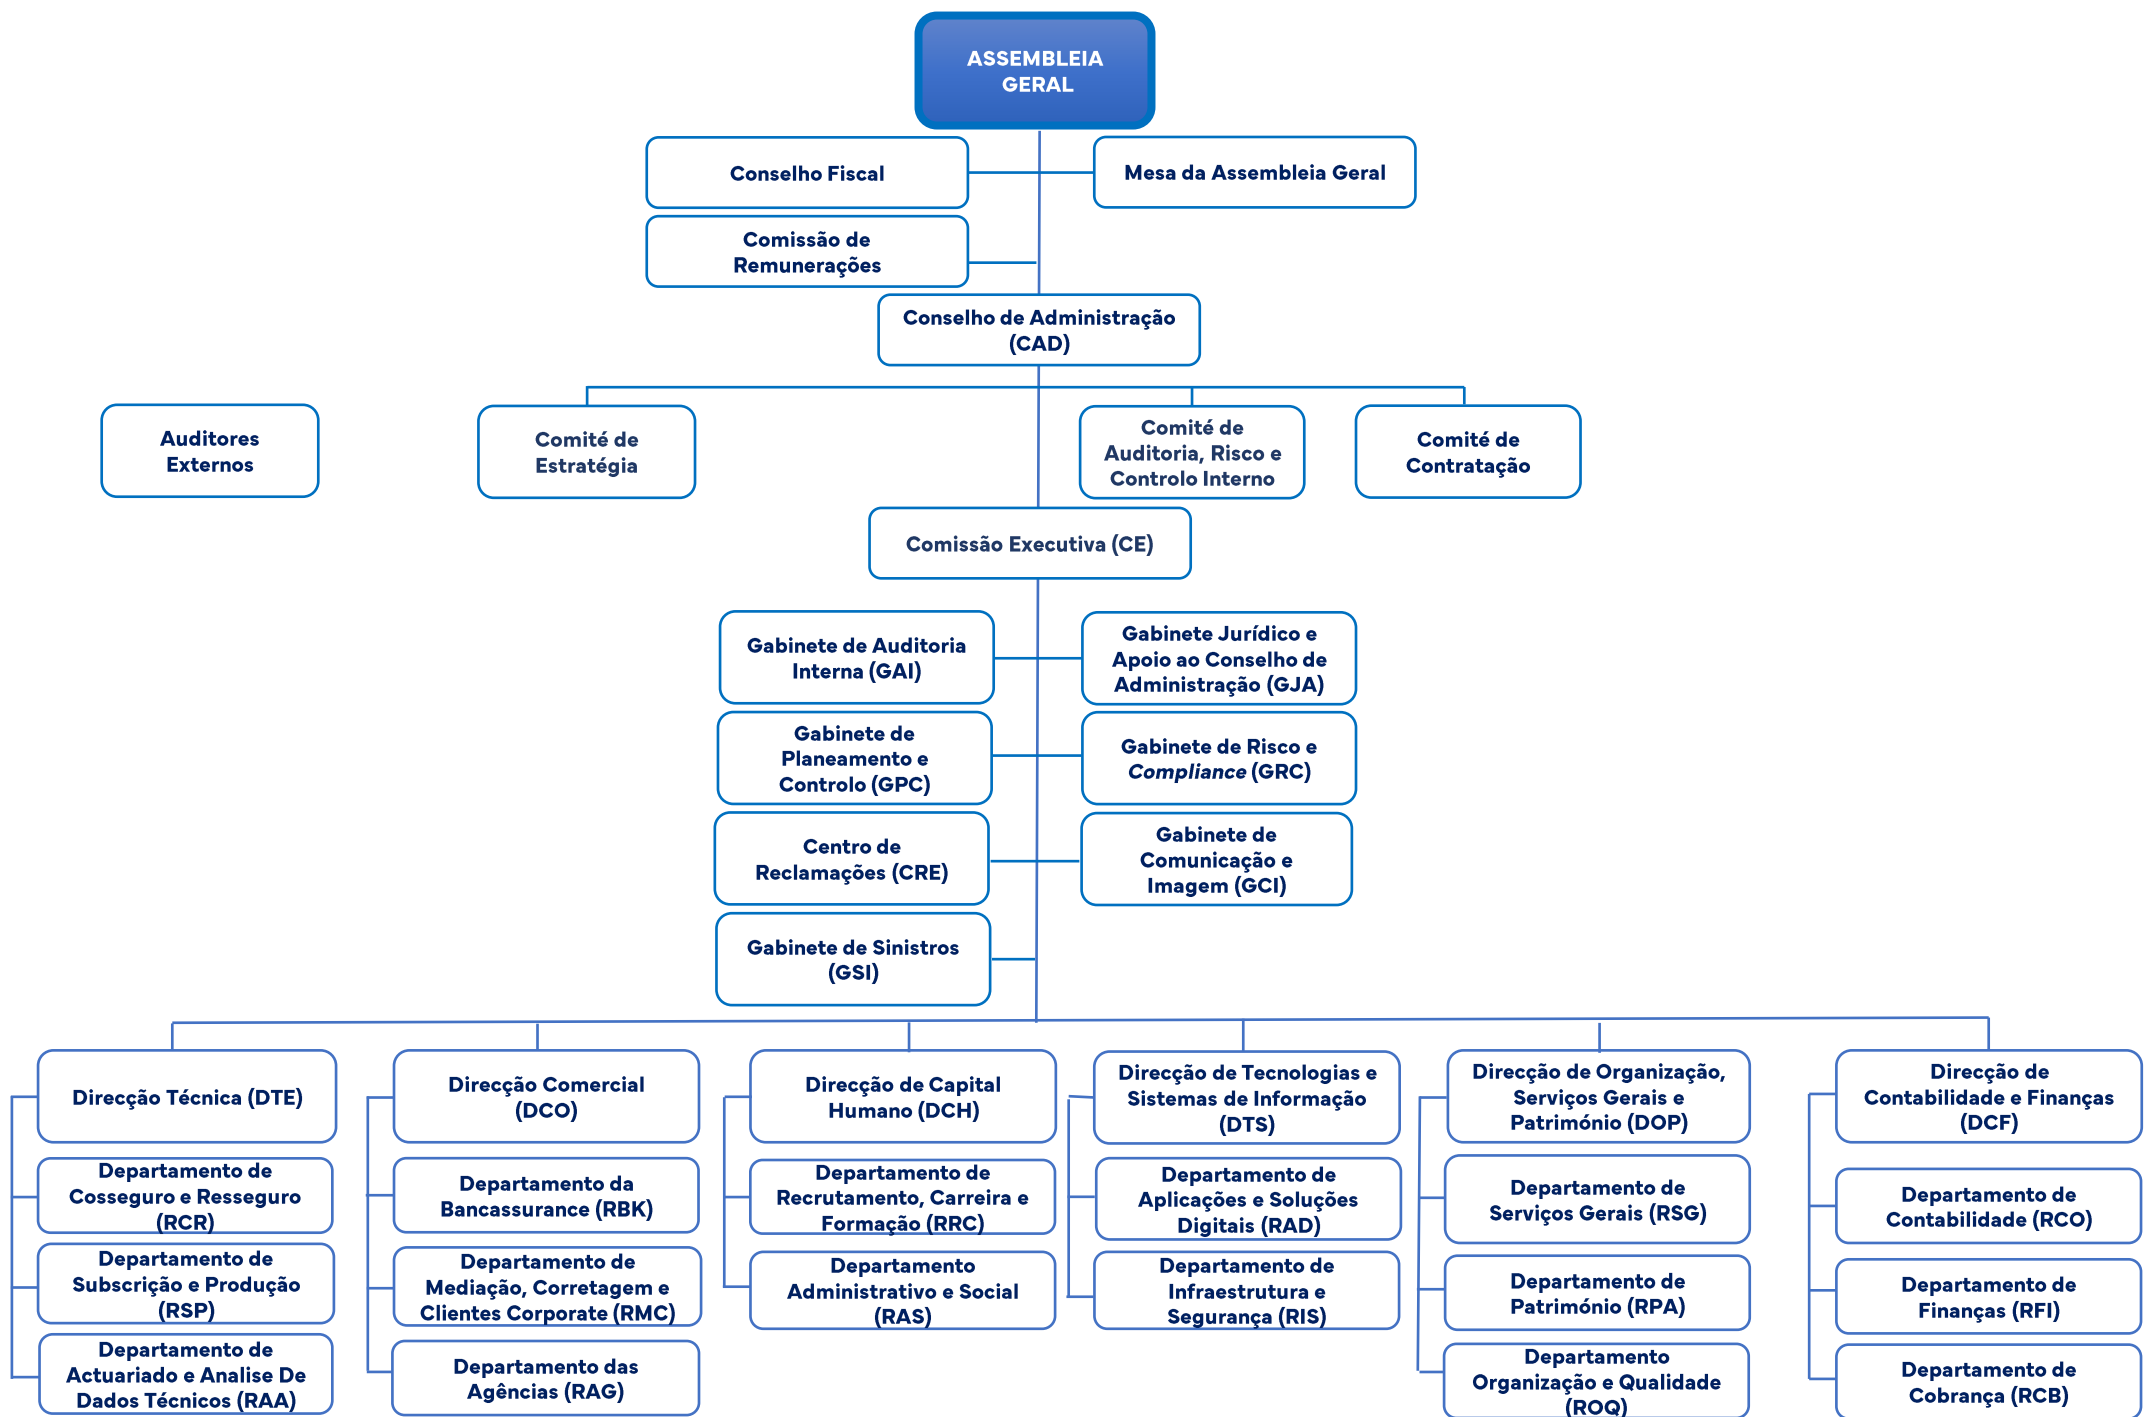 ASSEMBLEIA
GERAL
Conselho Fiscal
Mesa da Assembleia Geral
Comissão de
Remunerações
Conselho de Administração
(CAD)
Auditores
Externos
Comité de
Estratégia
Comité de
Auditoria, Risco e
Controlo Interno
Comité de
Contratação
Comissão Executiva (CE)
Gabinete de Auditoria
Interna (GAI)
Gabinete Jurídico e
Apoio ao Conselho de
Administração (GJA)
Gabinete de
Planeamento e
Controlo (GPC)
Gabinete de Risco e
Compliance (GRC)
Centro de
Reclamações (CRE)
Gabinete de
Comunicação e
Imagem (GCI)
Gabinete de Sinistros
(GSI)
Direcção Técnica (DTE)
Departamento de
Cosseguro e Resseguro
(RCR)
Departamento de
Subscrição e Produção
(RSP)
Departamento de
Actuariado e Analise De
Dados Técnicos (RAA)
Direcção Comercial
(DCO)
Departamento da
Bancassurance (RBK)
Departamento de
Mediação, Corretagem e
Clientes Corporate (RMC)
Departamento das
Agências (RAG)
Direcção de Capital
Humano (DCH)
Departamento de
Recrutamento, Carreira e
Formação (RRC)
Departamento
Administrativo e Social
(RAS)
Direcção de Tecnologias e
Sistemas de Informação
(DTS)
Departamento de
Aplicações e Soluções
Digitais (RAD)
Departamento de
Infraestrutura e
Segurança (RIS)
Direcção de Organização,
Serviços Gerais e
Património (DOP)
Departamento de
Serviços Gerais (RSG)
Departamento de
Património (RPA)
Departamento
Organização e Qualidade
(ROQ)
Direcção de
Contabilidade e Finanças
(DCF)
Departamento de
Contabilidade (RCO)
Departamento de
Finanças (RFI)
Departamento de
Cobrança (RCB)